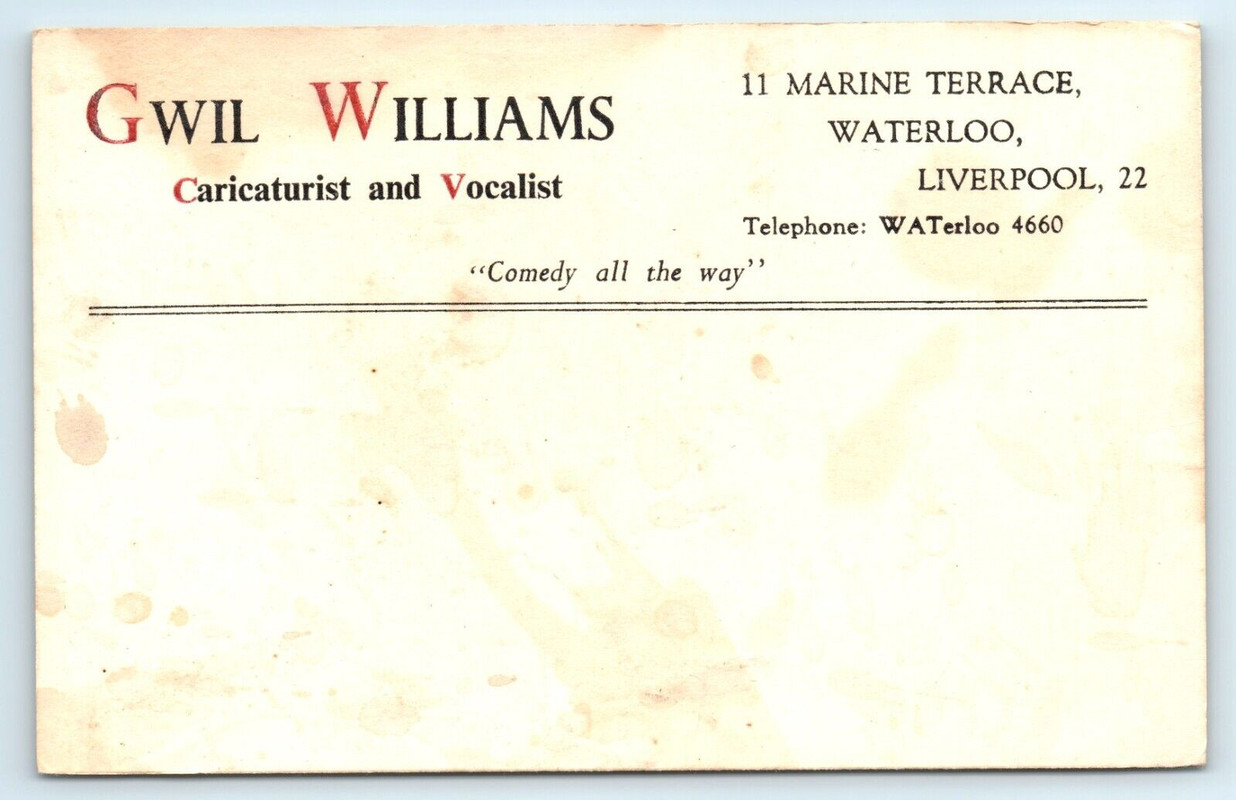 GWIL WILLIAMS
Caricaturist and Vocalist
11 MARINE TERRACE,
WATERLOO,
LIVERPOOL, 22
Telephone: WATerloo 4660
"Comedy all the way"